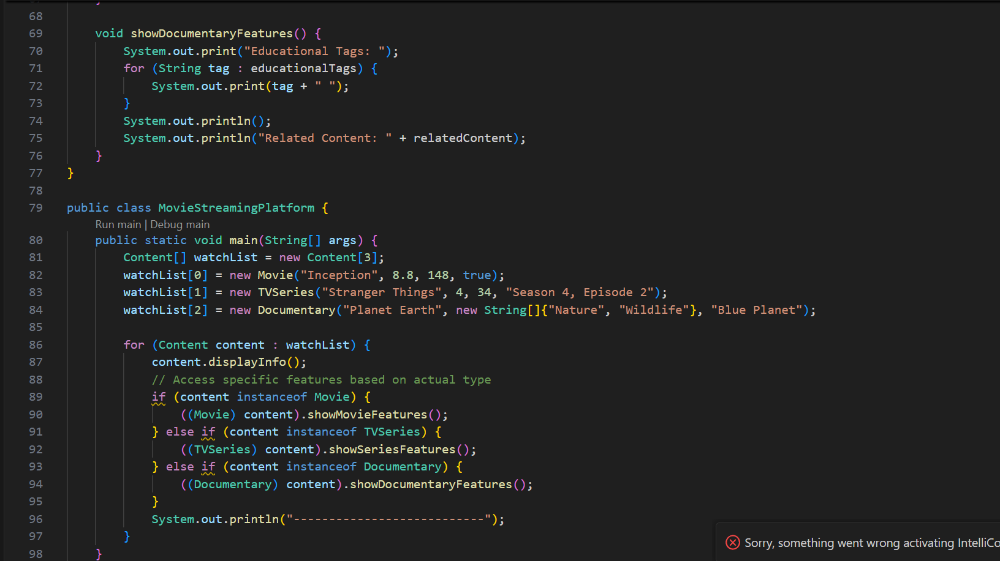 68
69 void showDocumentaryFeatures() {
70 System.out.print("Educational Tags: ");
71 for (String tag : educationalTags) {
72 System.out.print(tag + " ");
73 }
74 System.out.println();
75 System.out.println("Related Content: " + relatedContent);
76 }
77 }
78
79 public class MovieStreamingPlatform {
Run main | Debug main
80 public static void main(String[] args) {
81 Content[] watchList = new Content[3];
82 watchList[0] = new Movie("Inception", 8.8, 148, true);
83 watchList[1] = new TVSeries("Stranger Things", 4, 34, "Season 4, Episode 2");
84 watchList[2] = new Documentary("Planet Earth", new String[]{"Nature", "Wildlife"}, "Blue Planet");
85
86 for (Content content : watchList) {
87 content.displayInfo();
88 // Access specific features based on actual type
89 if (content instanceof Movie) {
90 ((Movie) content).showMovieFeatures();
91 } else if (content instanceof TVSeries) {
92 ((TVSeries) content).showSeriesFeatures();
93 } else if (content instanceof Documentary) {
94 ((Documentary) content).showDocumentaryFeatures();
95 }
96 System.out.println("---------------------------");
97 }
98 }
Sorry, something went wrong activating IntelliCo